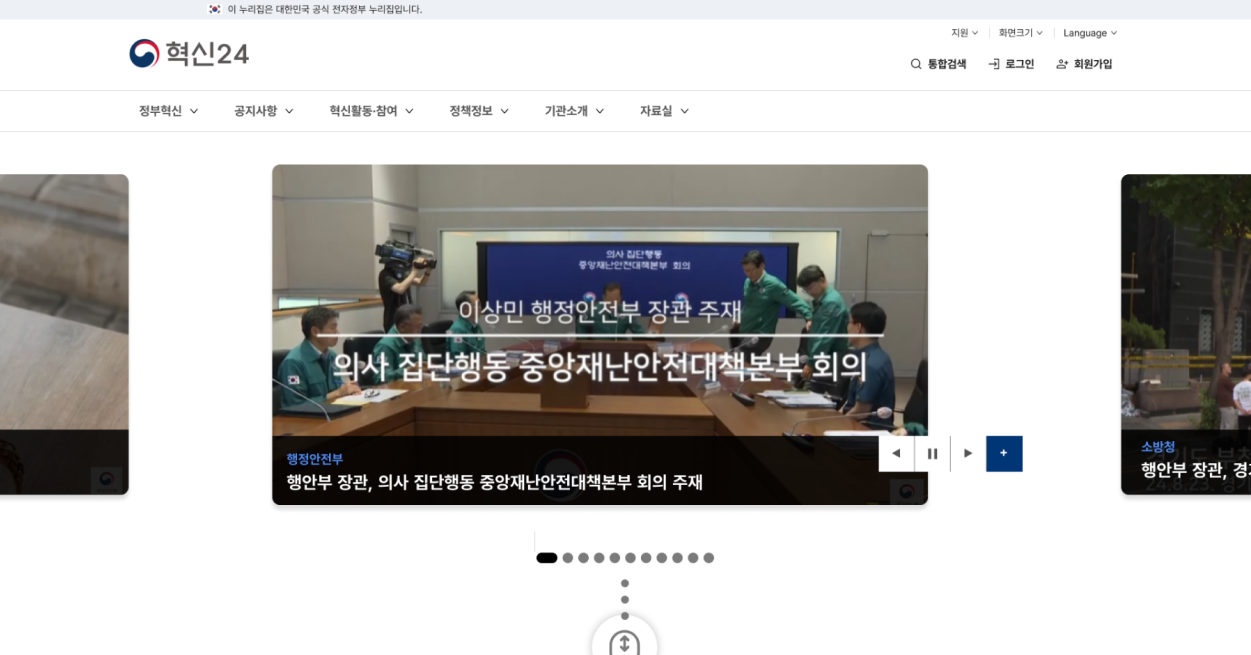 이 누리집은 대한민국 공식 전자정부 누리집입니다.
지원
화면크기
Language
혁신24
통합검색
로그인
회원가입
정부혁신
공지사항
혁신활동·참여
정책정보
기관소개
자료실
의사 집단행동
중앙재난안전대책본부 회의
이상민 행정안전부 장관 주재
의사 집단행동 중앙재난안전대책본부 회의
행정안전부
행안부 장관, 의사 집단행동 중앙재난안전대책본부 회의 주재
소방청
행안부 장관, 경기